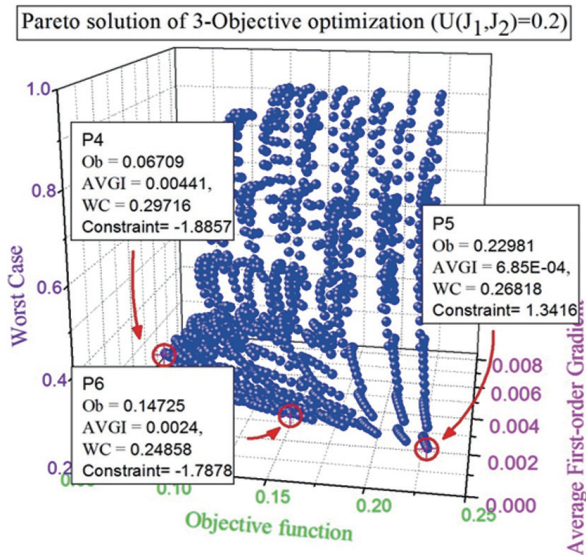 Pareto solution of 3-Objective optimization (U(J1,J2)=0.2)
1.0
0.8
0.6
0.4
Worst Case
P4
Ob = 0.06709
AVGI = 0.00441,
WC = 0.29716
Constraint= -1.8857
P5
Ob = 0.22981
AVGI = 6.85E-04,
WC = 0.26818
Constraint= 1.3416
P6
Ob = 0.14725
AVGI = 0.0024,
WC = 0.24858
Constraint= -1.7878
0.10
0.15
0.20
0.25
Objective function
0.008
0.006
0.004
0.002
0.000
Average First-order Gradien